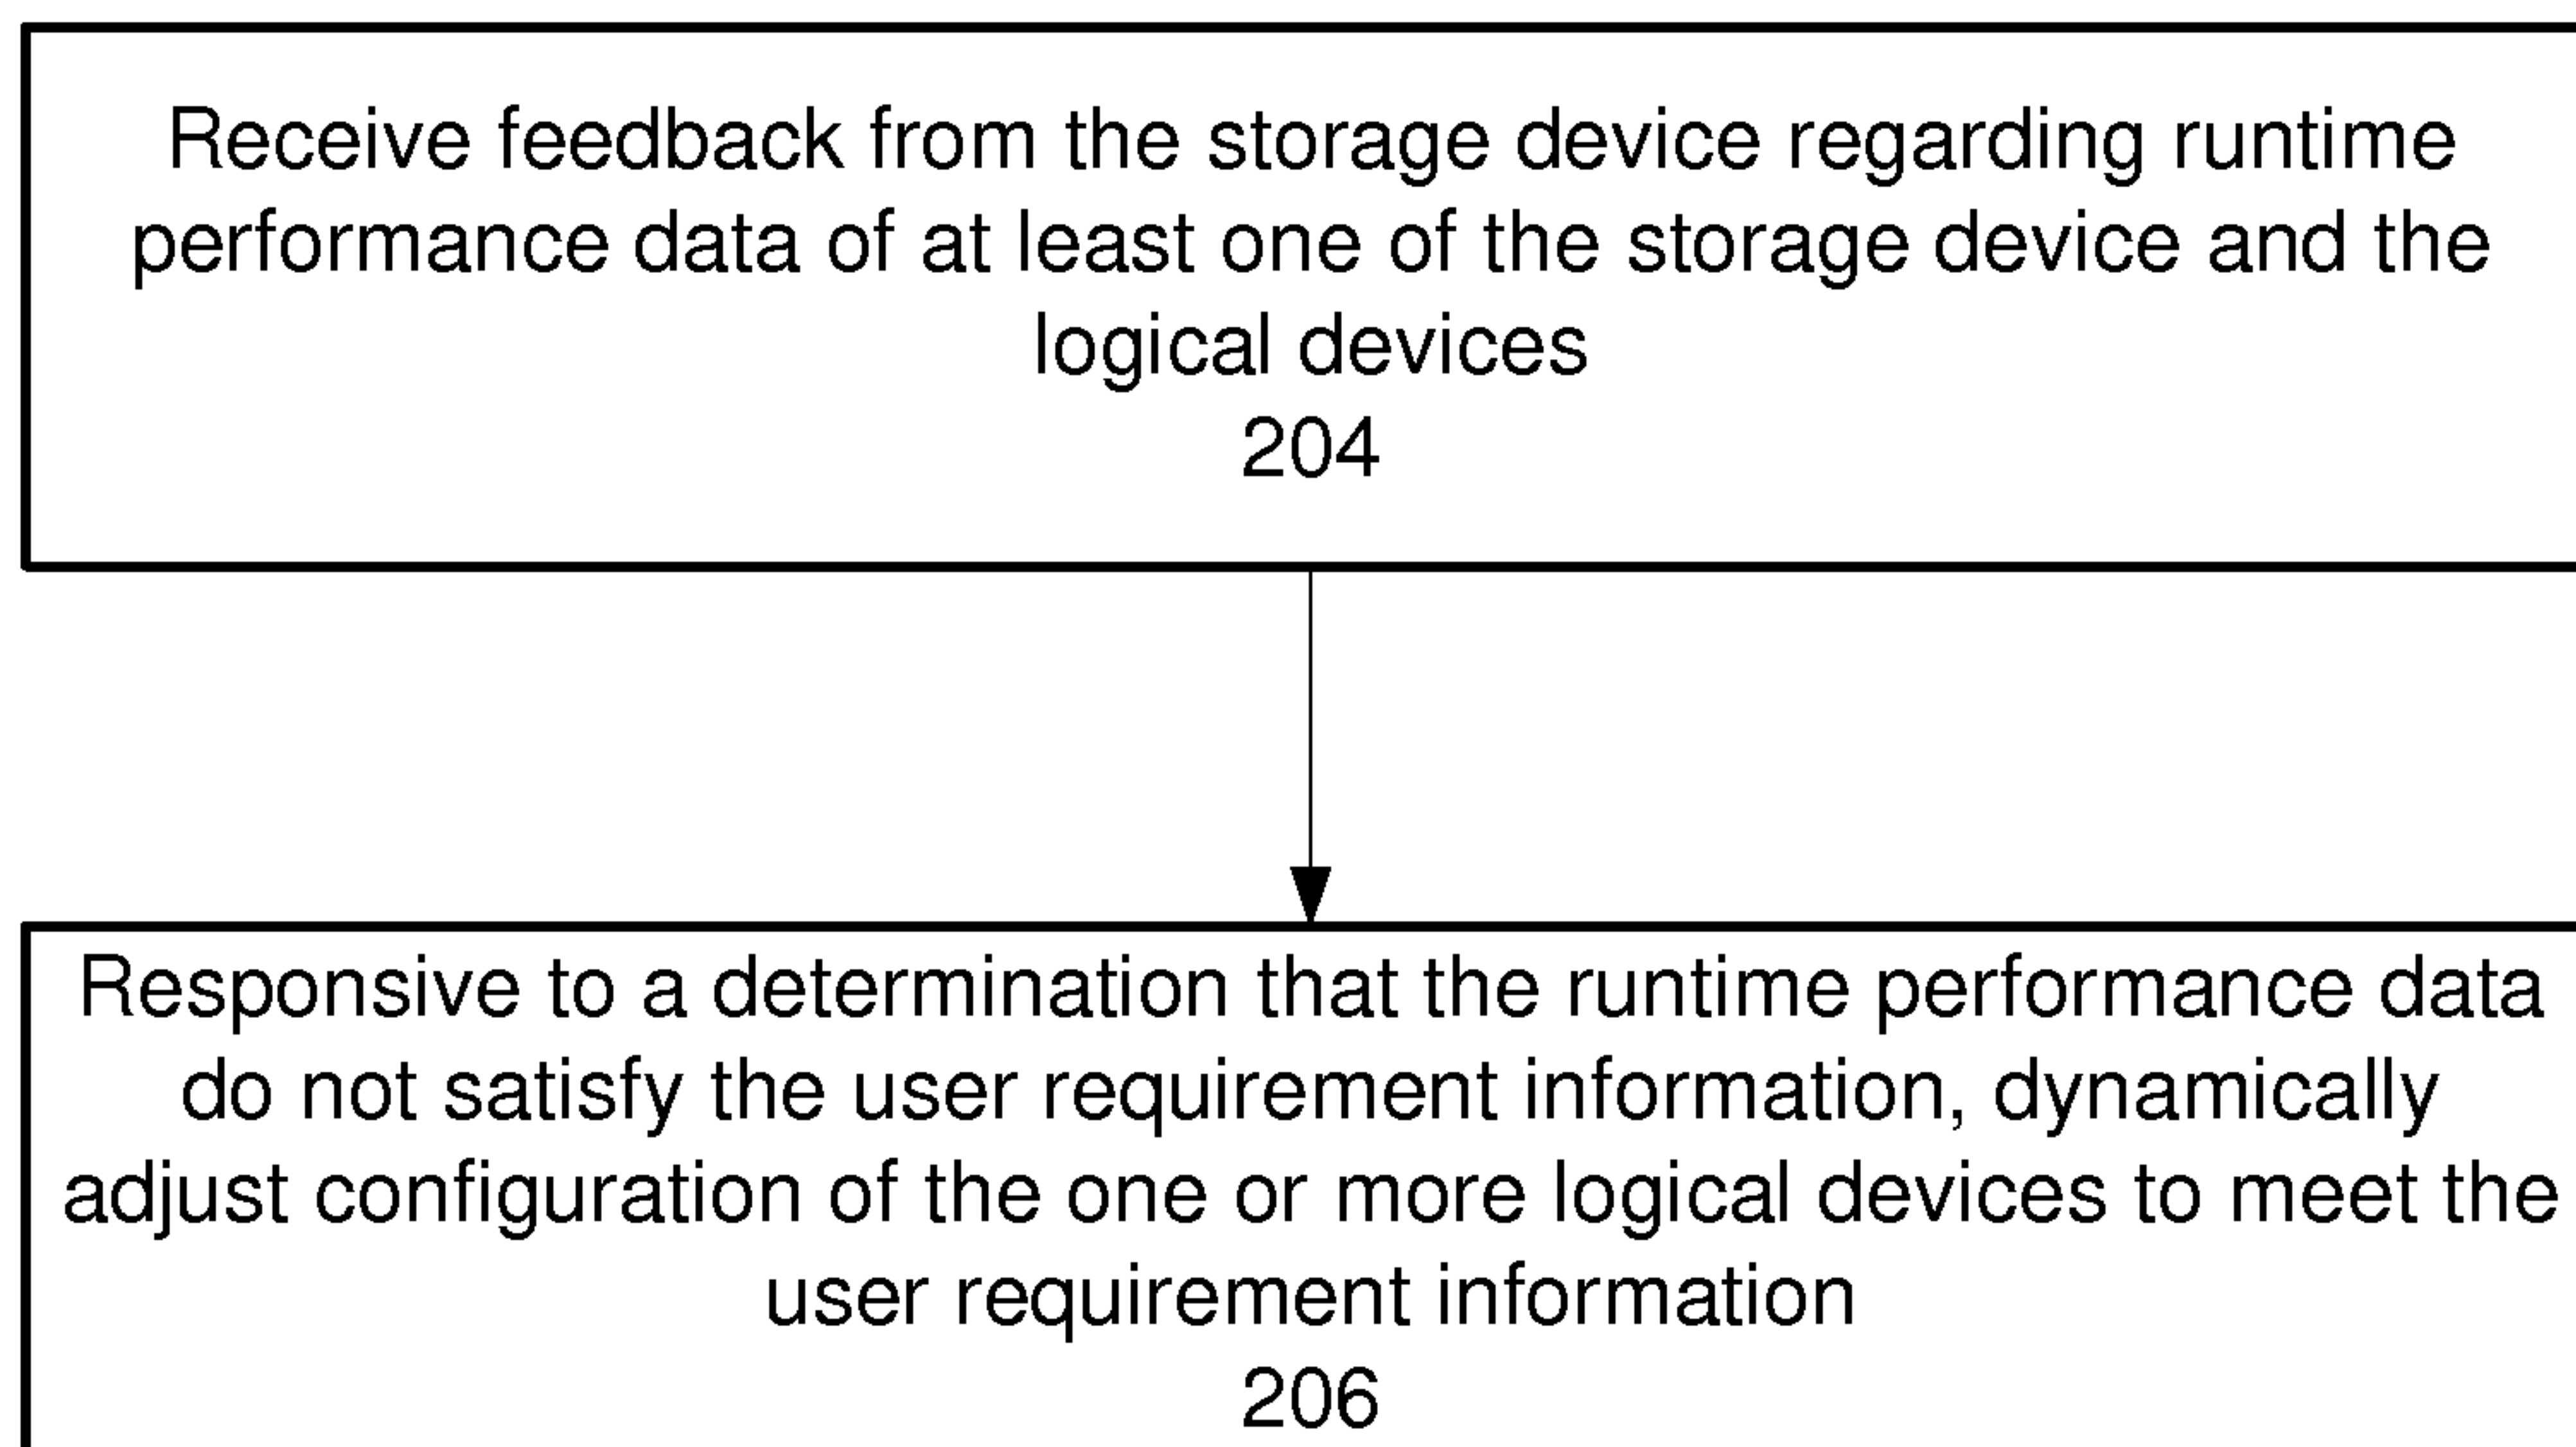 Receive feedback from the storage device regarding runtime
performance data of at least one of the storage device and the
logical devices
204
Responsive to a determination that the runtime performance data
do not satisfy the user requirement information, dynamically
adjust configuration of the one or more logical devices to meet the
user requirement information
206